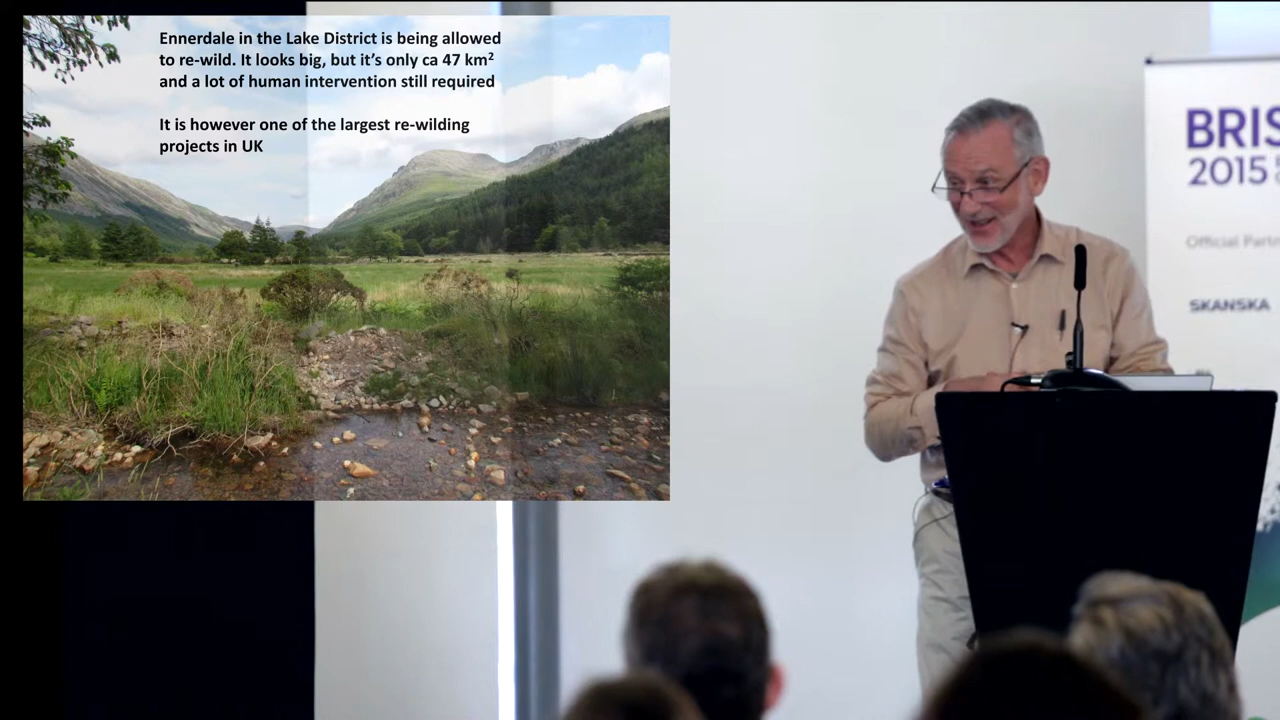 Ennerdale in the Lake District is being allowed
to re-wild. It looks big, but it's only ca 47 km²
and a lot of human intervention still required
It is however one of the largest re-wilding
projects in UK
BRIS
2015
Official Part
SKANSKA